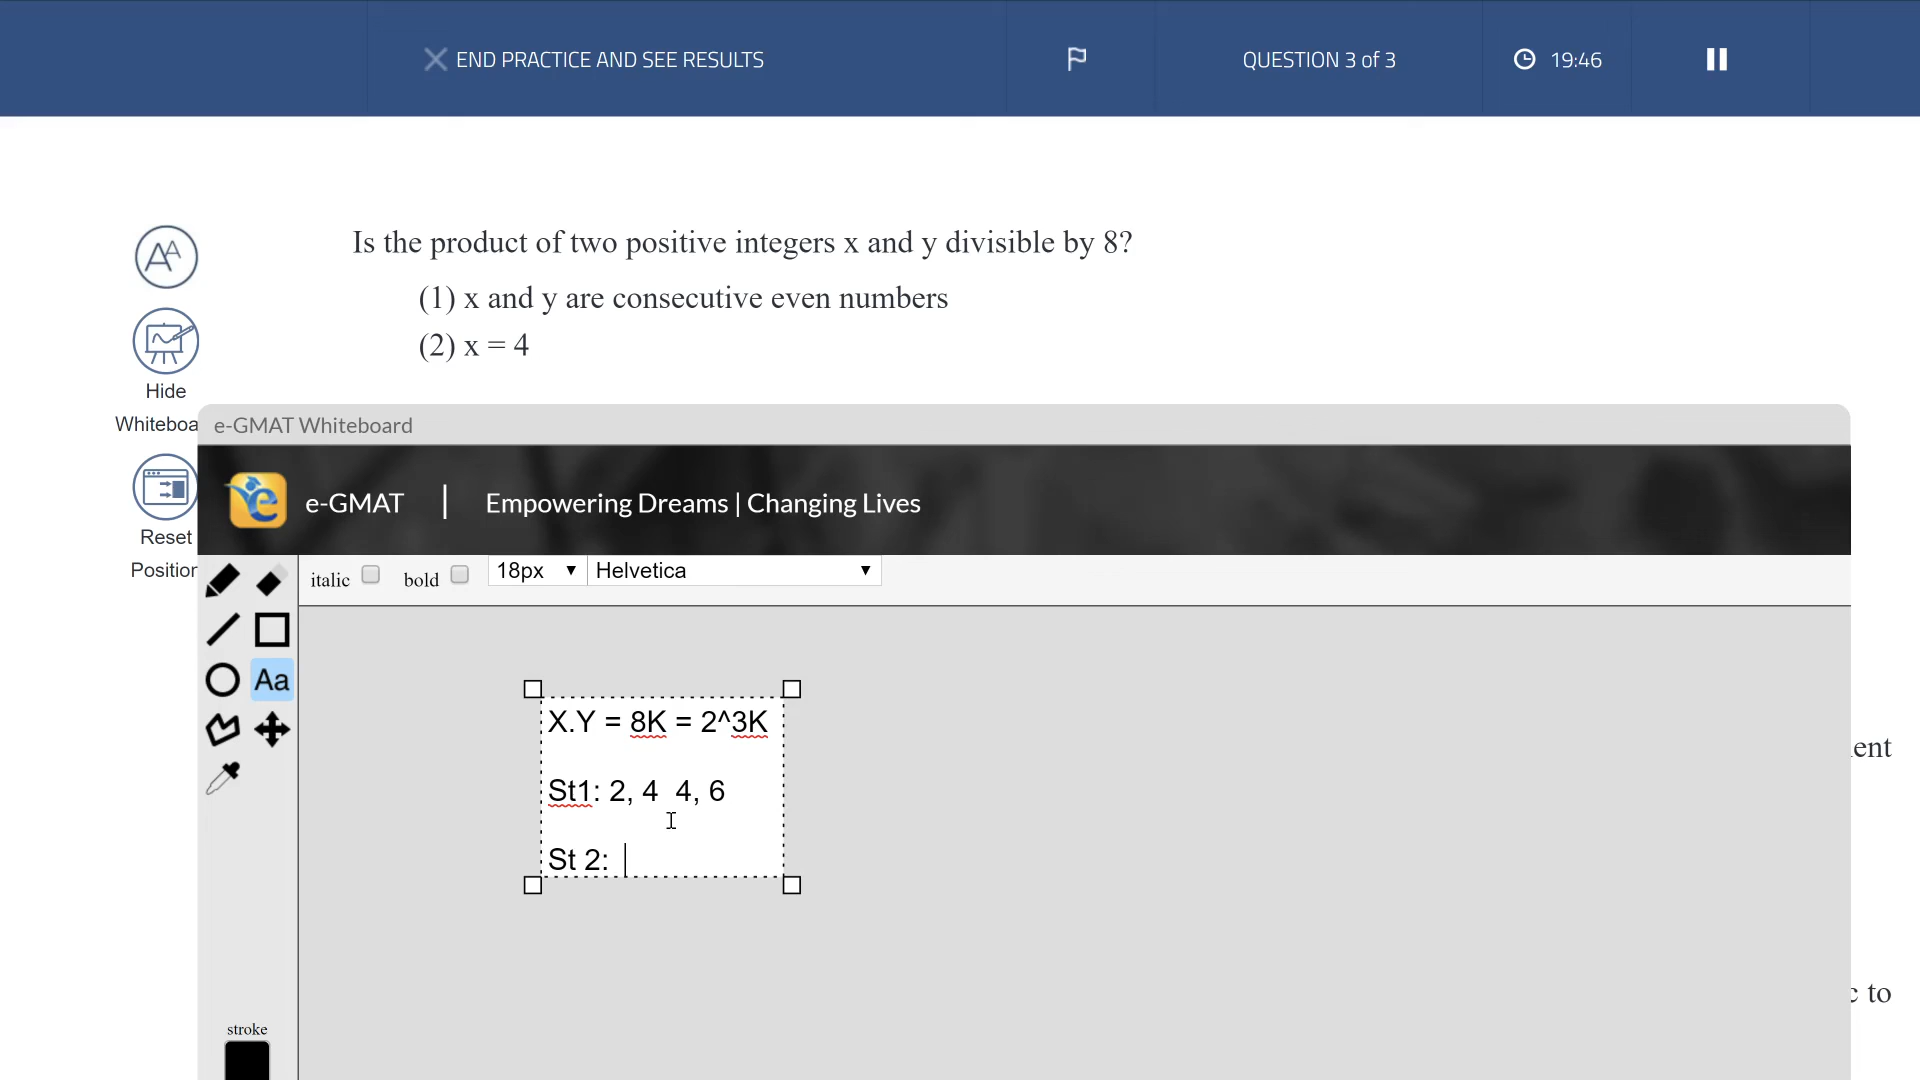 END PRACTICE AND SEE RESULTS
QUESTION 3 of 3
19:46
Is the product of two positive integers x and y divisible by 8?
(1) x and y are consecutive even numbers
(2) x = 4
AA
Hide
Whiteboa
Reset
Position
e-GMAT Whiteboard
e-GMAT | Empowering Dreams | Changing Lives
italic bold 18px Helvetica
Aa
X.Y = 8K = 2^3K
St1: 2, 4 4, 6
St 2:
ent
to
stroke